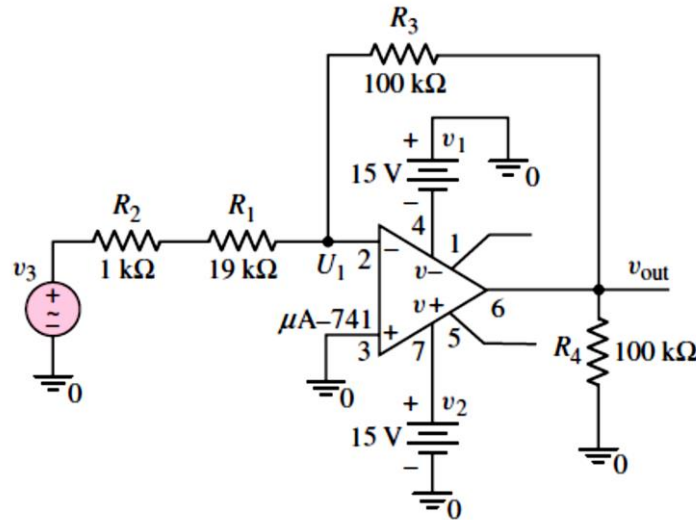 R3
100 kΩ
+ v1
15 V
−
0
R2
R1
1 kΩ
19 kΩ
v3
+
~
−
0
U1
2
−
4
1
v−
v+
6
vout
μA–741
+
3
7
5
0
R4
100 kΩ
0
+ v2
15 V
−
0